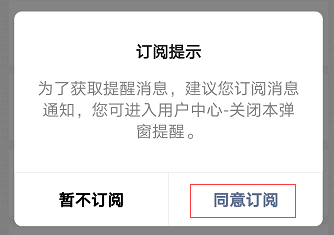 订阅提示
为了获取提醒消息，建议您订阅消息
通知，您可进入用户中心-关闭本弹
窗提醒。
暂不订阅
同意订阅